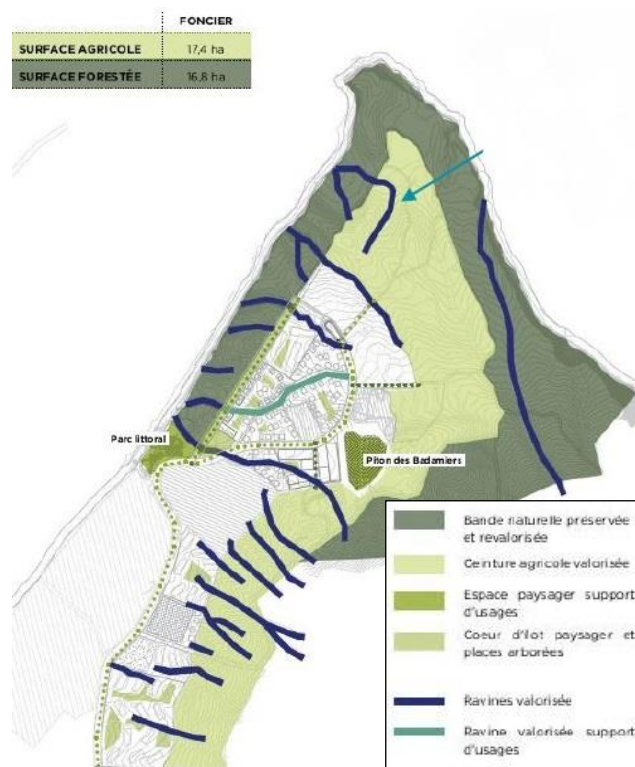 FONCIER
SURFACE AGRICOLE 17,4 ha
SURFACE FORESTÉE 16,8 ha
Parc littoral
Piton des Badamiers
Bande naturelle préservée
et revalorisée
Ceinture agricole valorisée
Espace paysager support
d'usages
Coeur d'îlot paysager et
places arborées
Ravines valorisée
Ravine valorisée support
d'usages